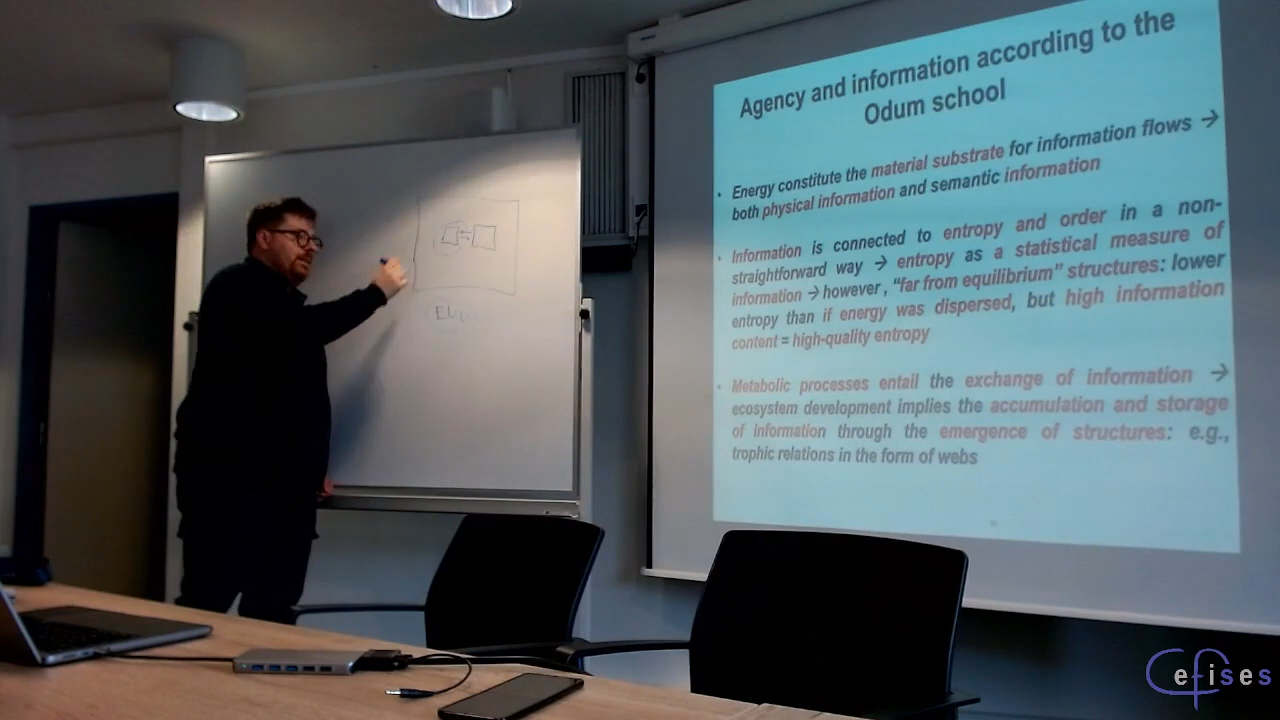 Agency and information according to the
Odum school
• Energy constitute the material substrate for information flows →
both physical information and semantic information
• Information is connected to entropy and order in a non-
straightforward way → entropy as a statistical measure of
information → however, "far from equilibrium" structures: lower
entropy than if energy was dispersed, but high information
content = high-quality entropy
• Metabolic processes entail the exchange of information →
ecosystem development implies the accumulation and storage
of information through the emergence of structures: e.g.,
trophic relations in the form of webs
Cefises